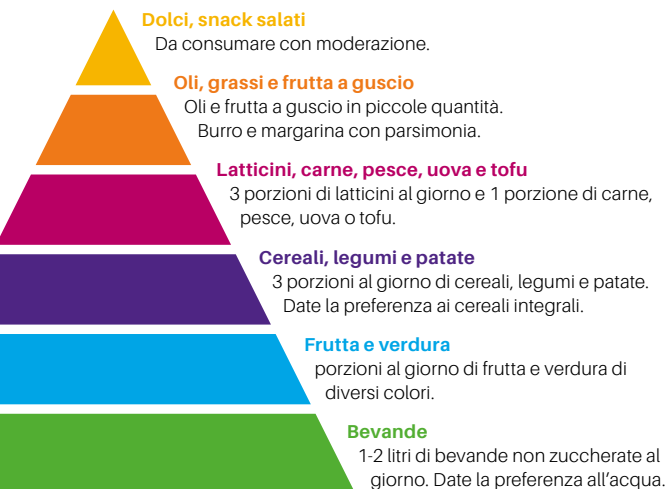 Dolci, snack salati
Da consumare con moderazione.
Oli, grassi e frutta a guscio
Oli e frutta a guscio in piccole quantità.
Burro e margarina con parsimonia.
Latticini, carne, pesce, uova e tofu
3 porzioni di latticini al giorno e 1 porzione di carne,
pesce, uova o tofu.
Cereali, legumi e patate
3 porzioni al giorno di cereali, legumi e patate.
Date la preferenza ai cereali integrali.
Frutta e verdura
porzioni al giorno di frutta e verdura di
diversi colori.
Bevande
1-2 litri di bevande non zuccherate al
giorno. Date la preferenza all’acqua.